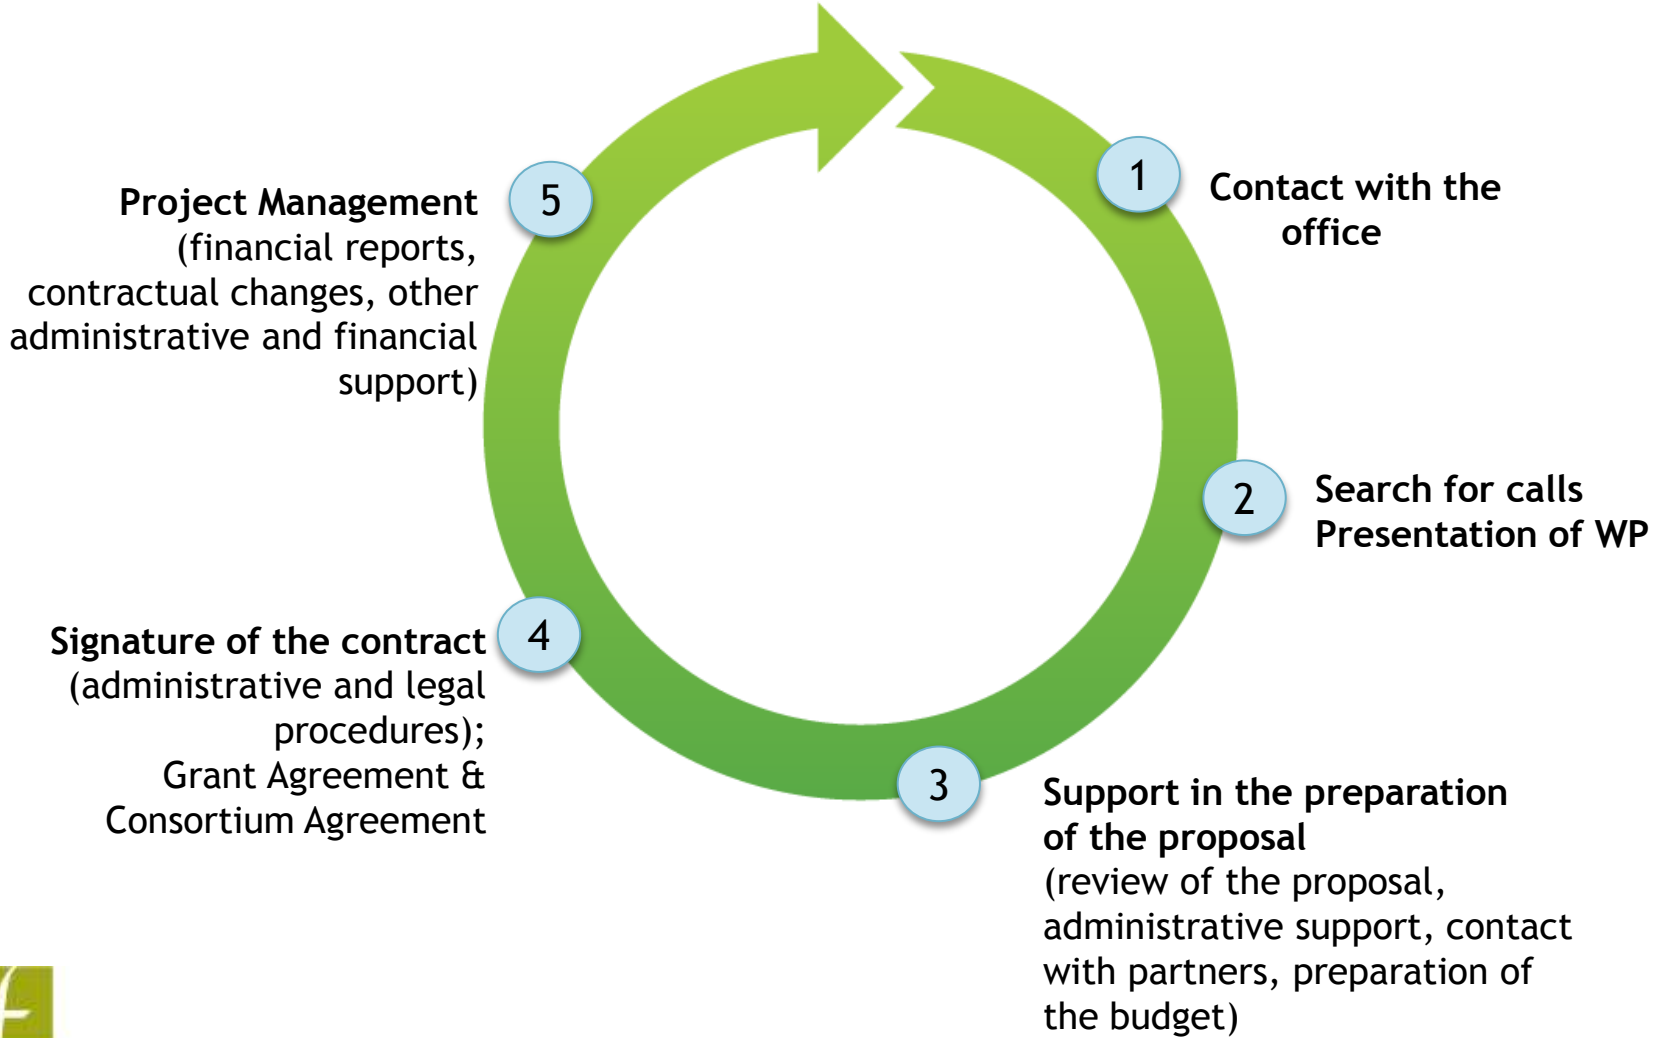 1
Contact with the
office
2
Search for calls
Presentation of WP
3
Support in the preparation
of the proposal
(review of the proposal,
administrative support, contact
with partners, preparation of
the budget)
4
Signature of the contract
(administrative and legal
procedures);
Grant Agreement &
Consortium Agreement
5
Project Management
(financial reports,
contractual changes, other
administrative and financial
support)